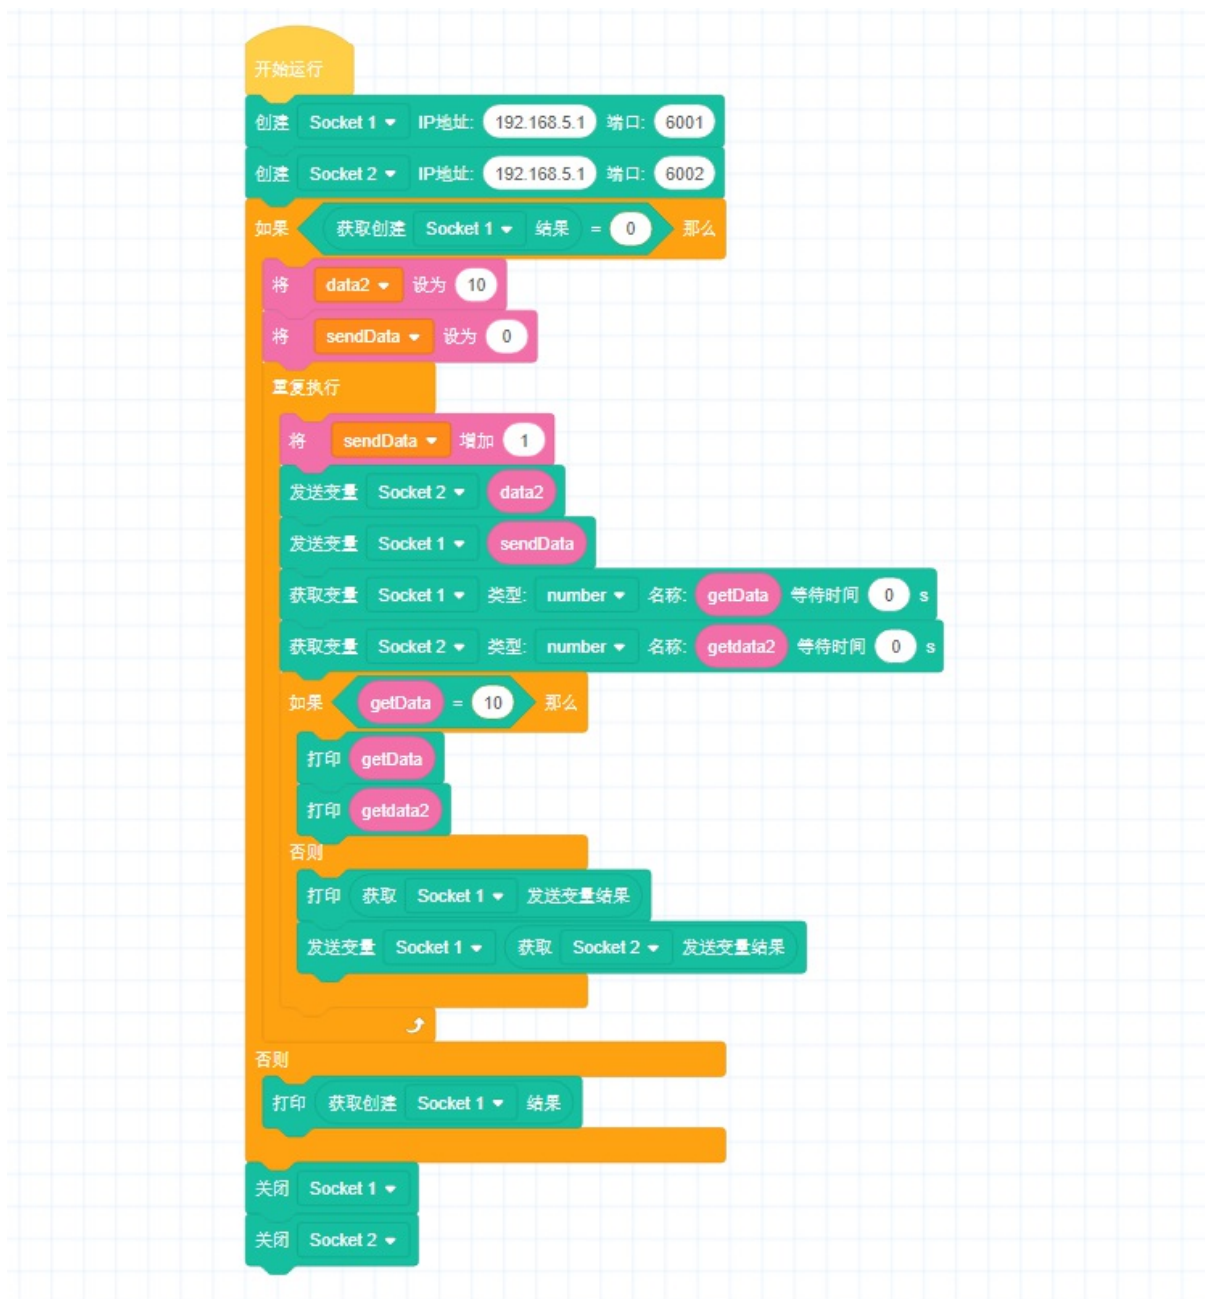 开始运行
创建 Socket 1 IP地址: 192.168.5.1 端口: 6001
创建 Socket 2 IP地址: 192.168.5.1 端口: 6002
如果 获取创建 Socket 1 结果 = 0 那么
将 data2 设为 10
将 sendData 设为 0
重复执行
将 sendData 增加 1
发送变量 Socket 2 data2
发送变量 Socket 1 sendData
获取变量 Socket 1 类型: number 名称: getData 等待时间 0 s
获取变量 Socket 2 类型: number 名称: getdata2 等待时间 0 s
如果 getData = 10 那么
打印 getData
打印 getdata2
否则
打印 获取 Socket 1 发送变量结果
发送变量 Socket 1 获取 Socket 2 发送变量结果
否则
打印 获取创建 Socket 1 结果
关闭 Socket 1
关闭 Socket 2